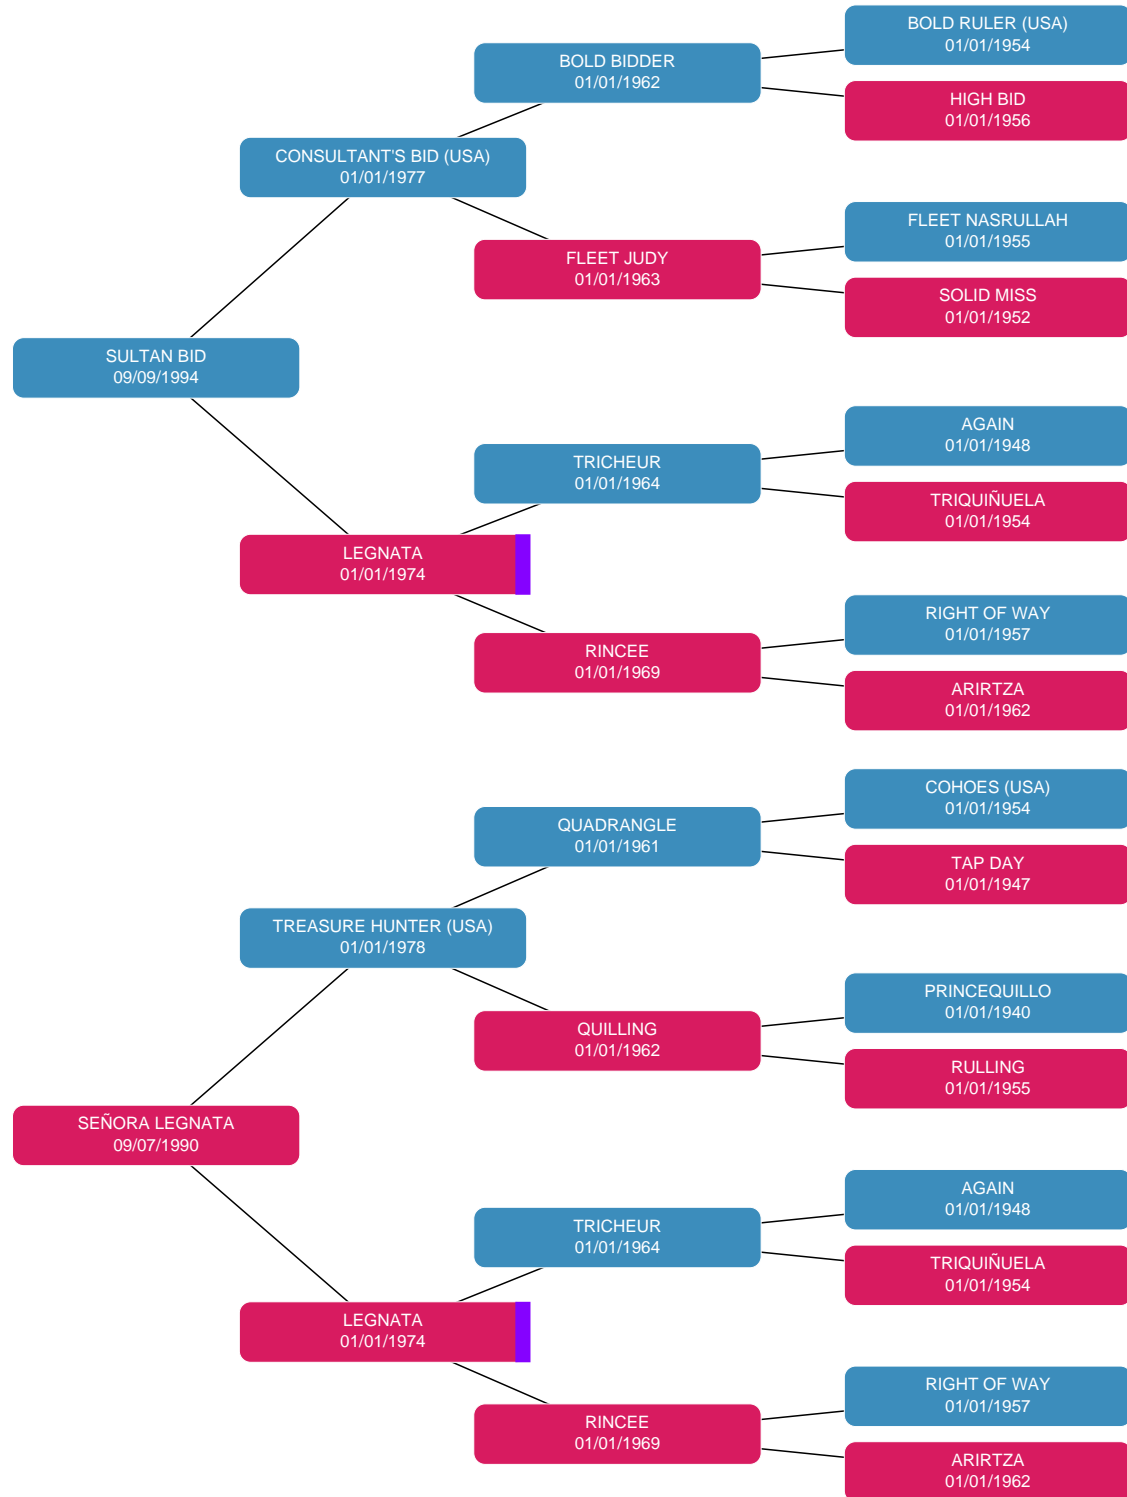 BOLD RULER (USA)
01/01/1954
BOLD BIDDER
01/01/1962
HIGH BID
01/01/1956
CONSULTANT'S BID (USA)
01/01/1977
FLEET NASRULLAH
01/01/1955
FLEET JUDY
01/01/1963
SOLID MISS
01/01/1952
SULTAN BID
09/09/1994
AGAIN
01/01/1948
TRICHEUR
01/01/1964
TRIQUIÑUELA
01/01/1954
LEGNATA
01/01/1974
RIGHT OF WAY
01/01/1957
RINCEE
01/01/1969
ARIRTZA
01/01/1962
COHOES (USA)
01/01/1954
QUADRANGLE
01/01/1961
TAP DAY
01/01/1947
TREASURE HUNTER (USA)
01/01/1978
PRINCEQUILLO
01/01/1940
QUILLING
01/01/1962
RULLING
01/01/1955
SEÑORA LEGNATA
09/07/1990
AGAIN
01/01/1948
TRICHEUR
01/01/1964
TRIQUIÑUELA
01/01/1954
LEGNATA
01/01/1974
RIGHT OF WAY
01/01/1957
RINCEE
01/01/1969
ARIRTZA
01/01/1962